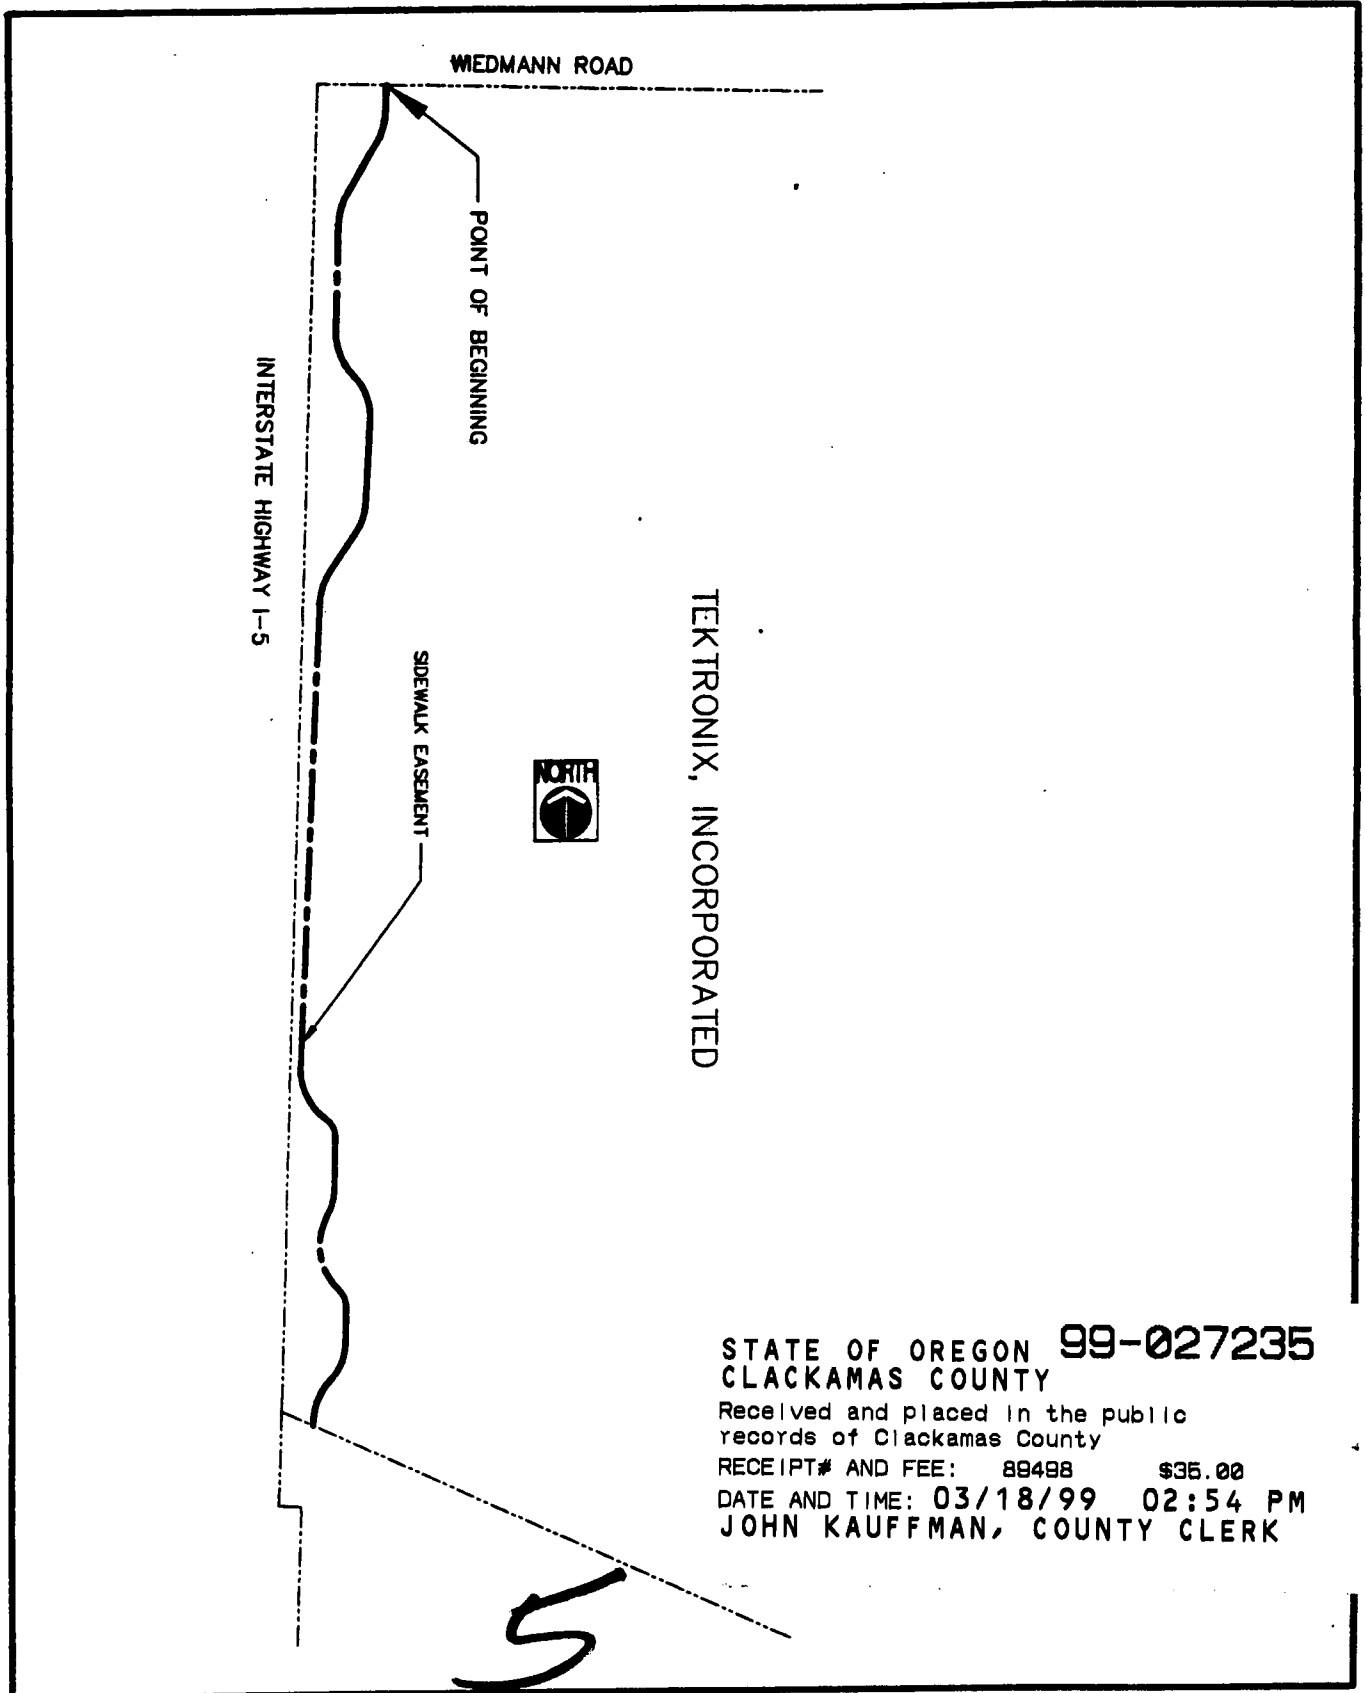 WIEDMANN ROAD
POINT OF BEGINNING
INTERSTATE HIGHWAY I-5
SIDEWALK EASEMENT
NORTH
TEKTRONIX, INCORPORATED
STATE OF OREGON 99-027235
CLACKAMAS COUNTY
Received and placed in the public
records of Clackamas County
RECEIPT# AND FEE: 89498 $35.00
DATE AND TIME: 03/18/99 02:54 PM
JOHN KAUFFMAN, COUNTY CLERK
5